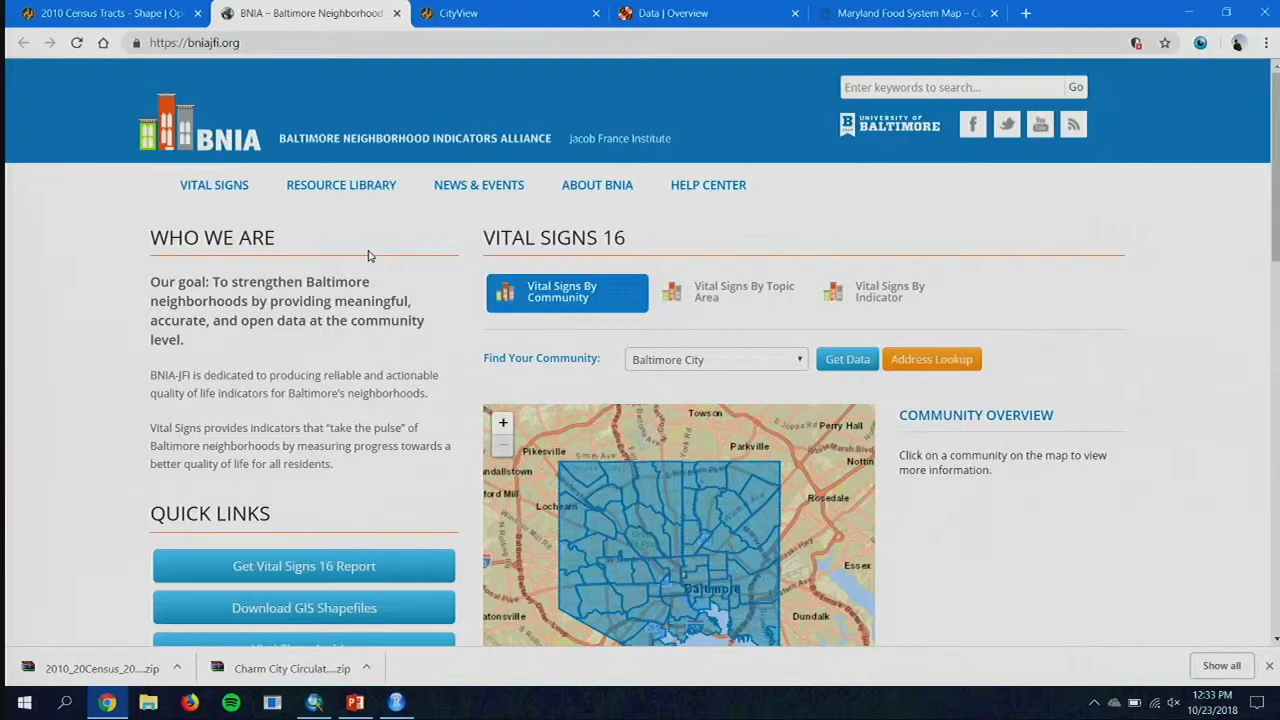 2010 Census Tracts - Shape | Op
BNIA – Baltimore Neighborhood
CityView
Data | Overview
Maryland Food System Map – C
https://bniajfi.org
BNIA
BALTIMORE NEIGHBORHOOD INDICATORS ALLIANCE
Jacob France Institute
Enter keywords to search...
Go
UNIVERSITY OF
BALTIMORE
VITAL SIGNS
RESOURCE LIBRARY
NEWS & EVENTS
ABOUT BNIA
HELP CENTER
WHO WE ARE
Our goal: To strengthen Baltimore
neighborhoods by providing meaningful,
accurate, and open data at the community
level.
BNIA-JFI is dedicated to producing reliable and actionable
quality of life indicators for Baltimore's neighborhoods.
Vital Signs provides indicators that “take the pulse” of
Baltimore neighborhoods by measuring progress towards a
better quality of life for all residents.
QUICK LINKS
Get Vital Signs 16 Report
Download GIS Shapefiles
VITAL SIGNS 16
Vital Signs By
Community
Vital Signs By Topic
Area
Vital Signs By
Indicator
Find Your Community:
Baltimore City
Get Data
Address Lookup
+
−
Towson
Perry Hall
Parkville
Pikesville
Nottin
ndallstown
Rosedale
ford Mill
Lochearn
Essex
Baltimore
atonsville
Dundalk
COMMUNITY OVERVIEW
Click on a community on the map to view
more information.
2010_20Census_20....zip
Charm City Circulat....zip
Show all
12:33 PM
10/23/2018